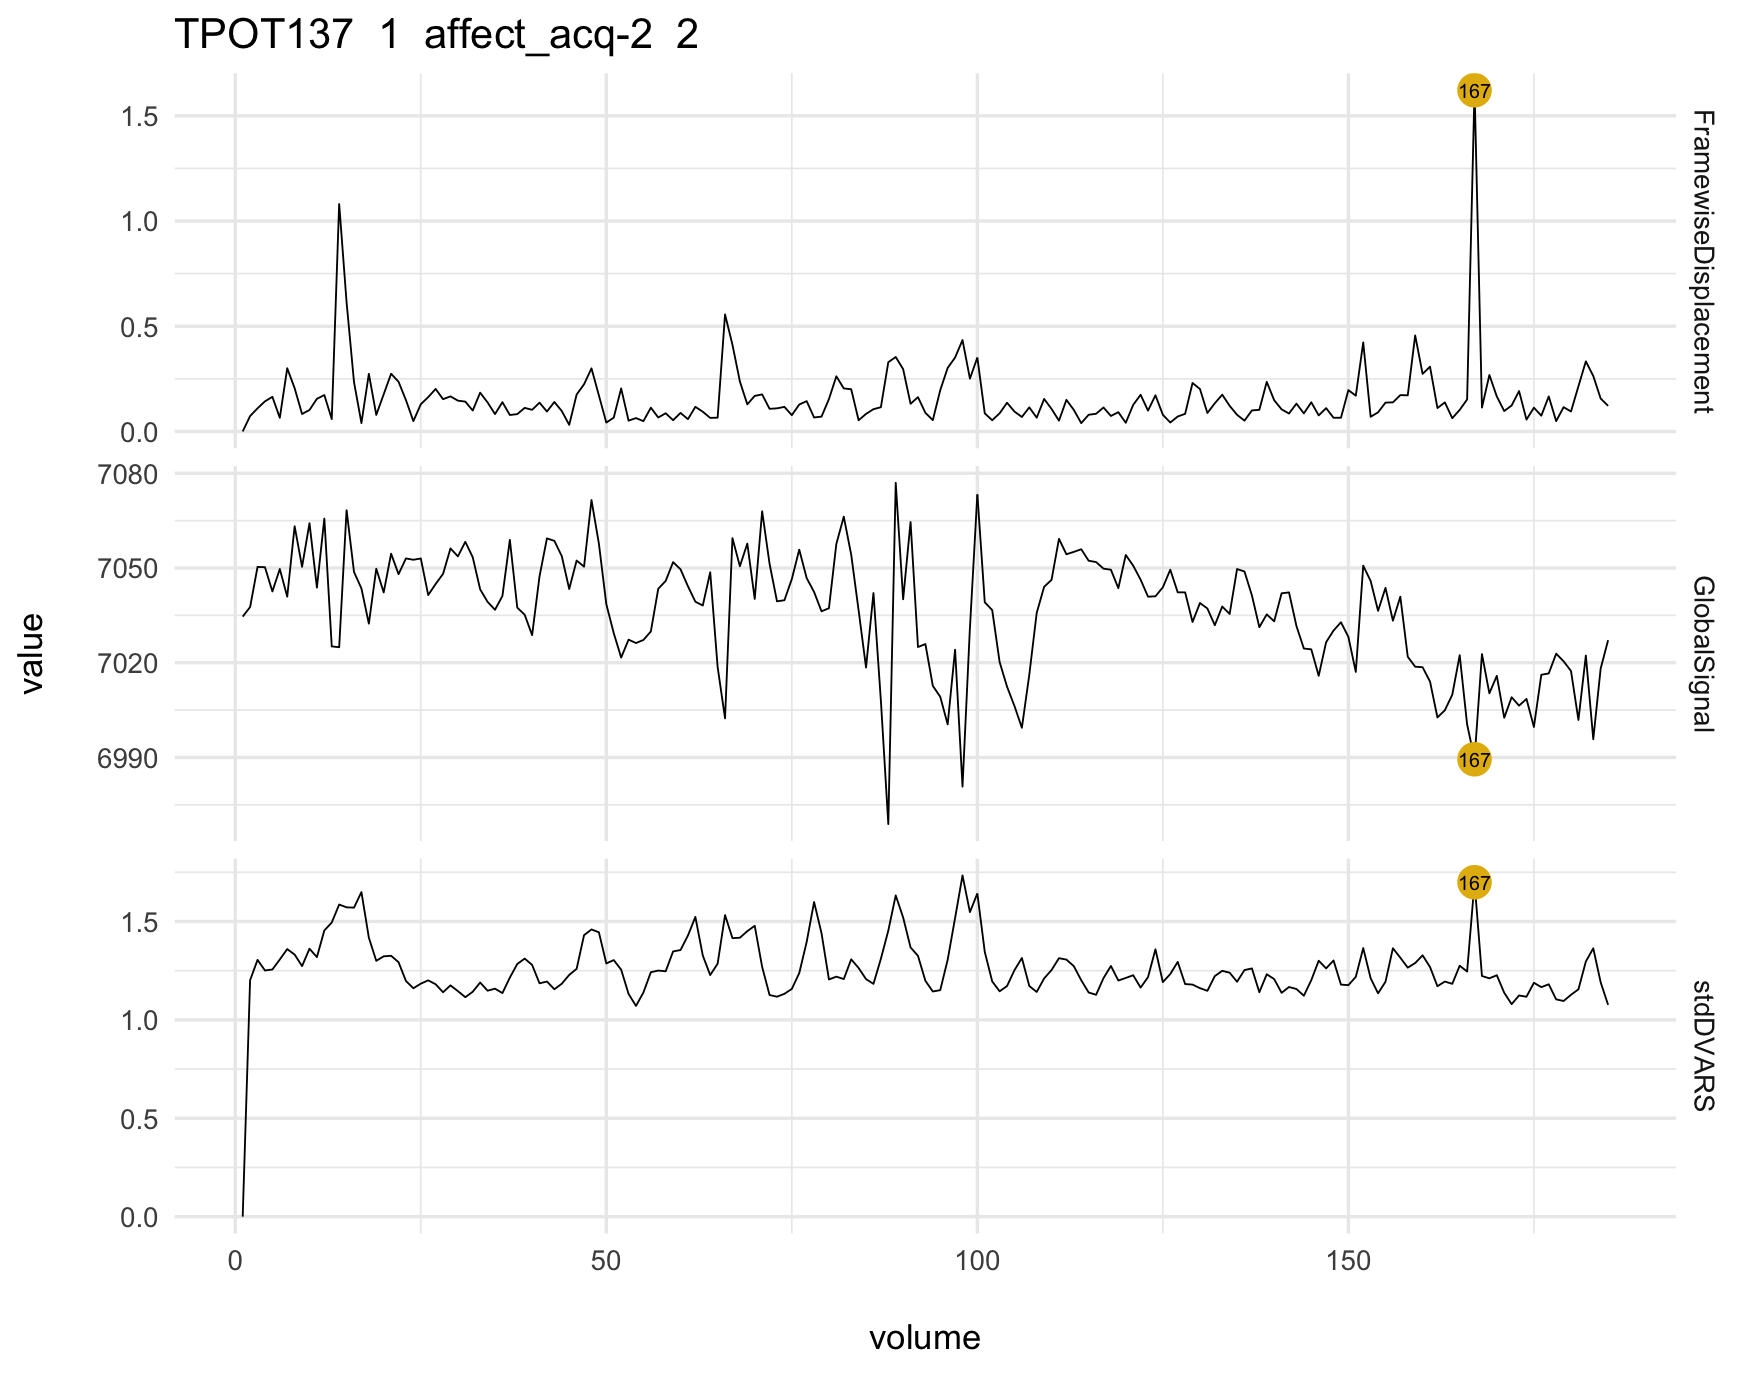 TPOT137 1 affect_acq-2 2
1.5
1.0
0.5
0.0
167
FramewiseDisplacement
7080
7050
7020
6990
167
GlobalSignal
value
1.5
1.0
0.5
0.0
167
stdDVARS
0 50 100 150
volume